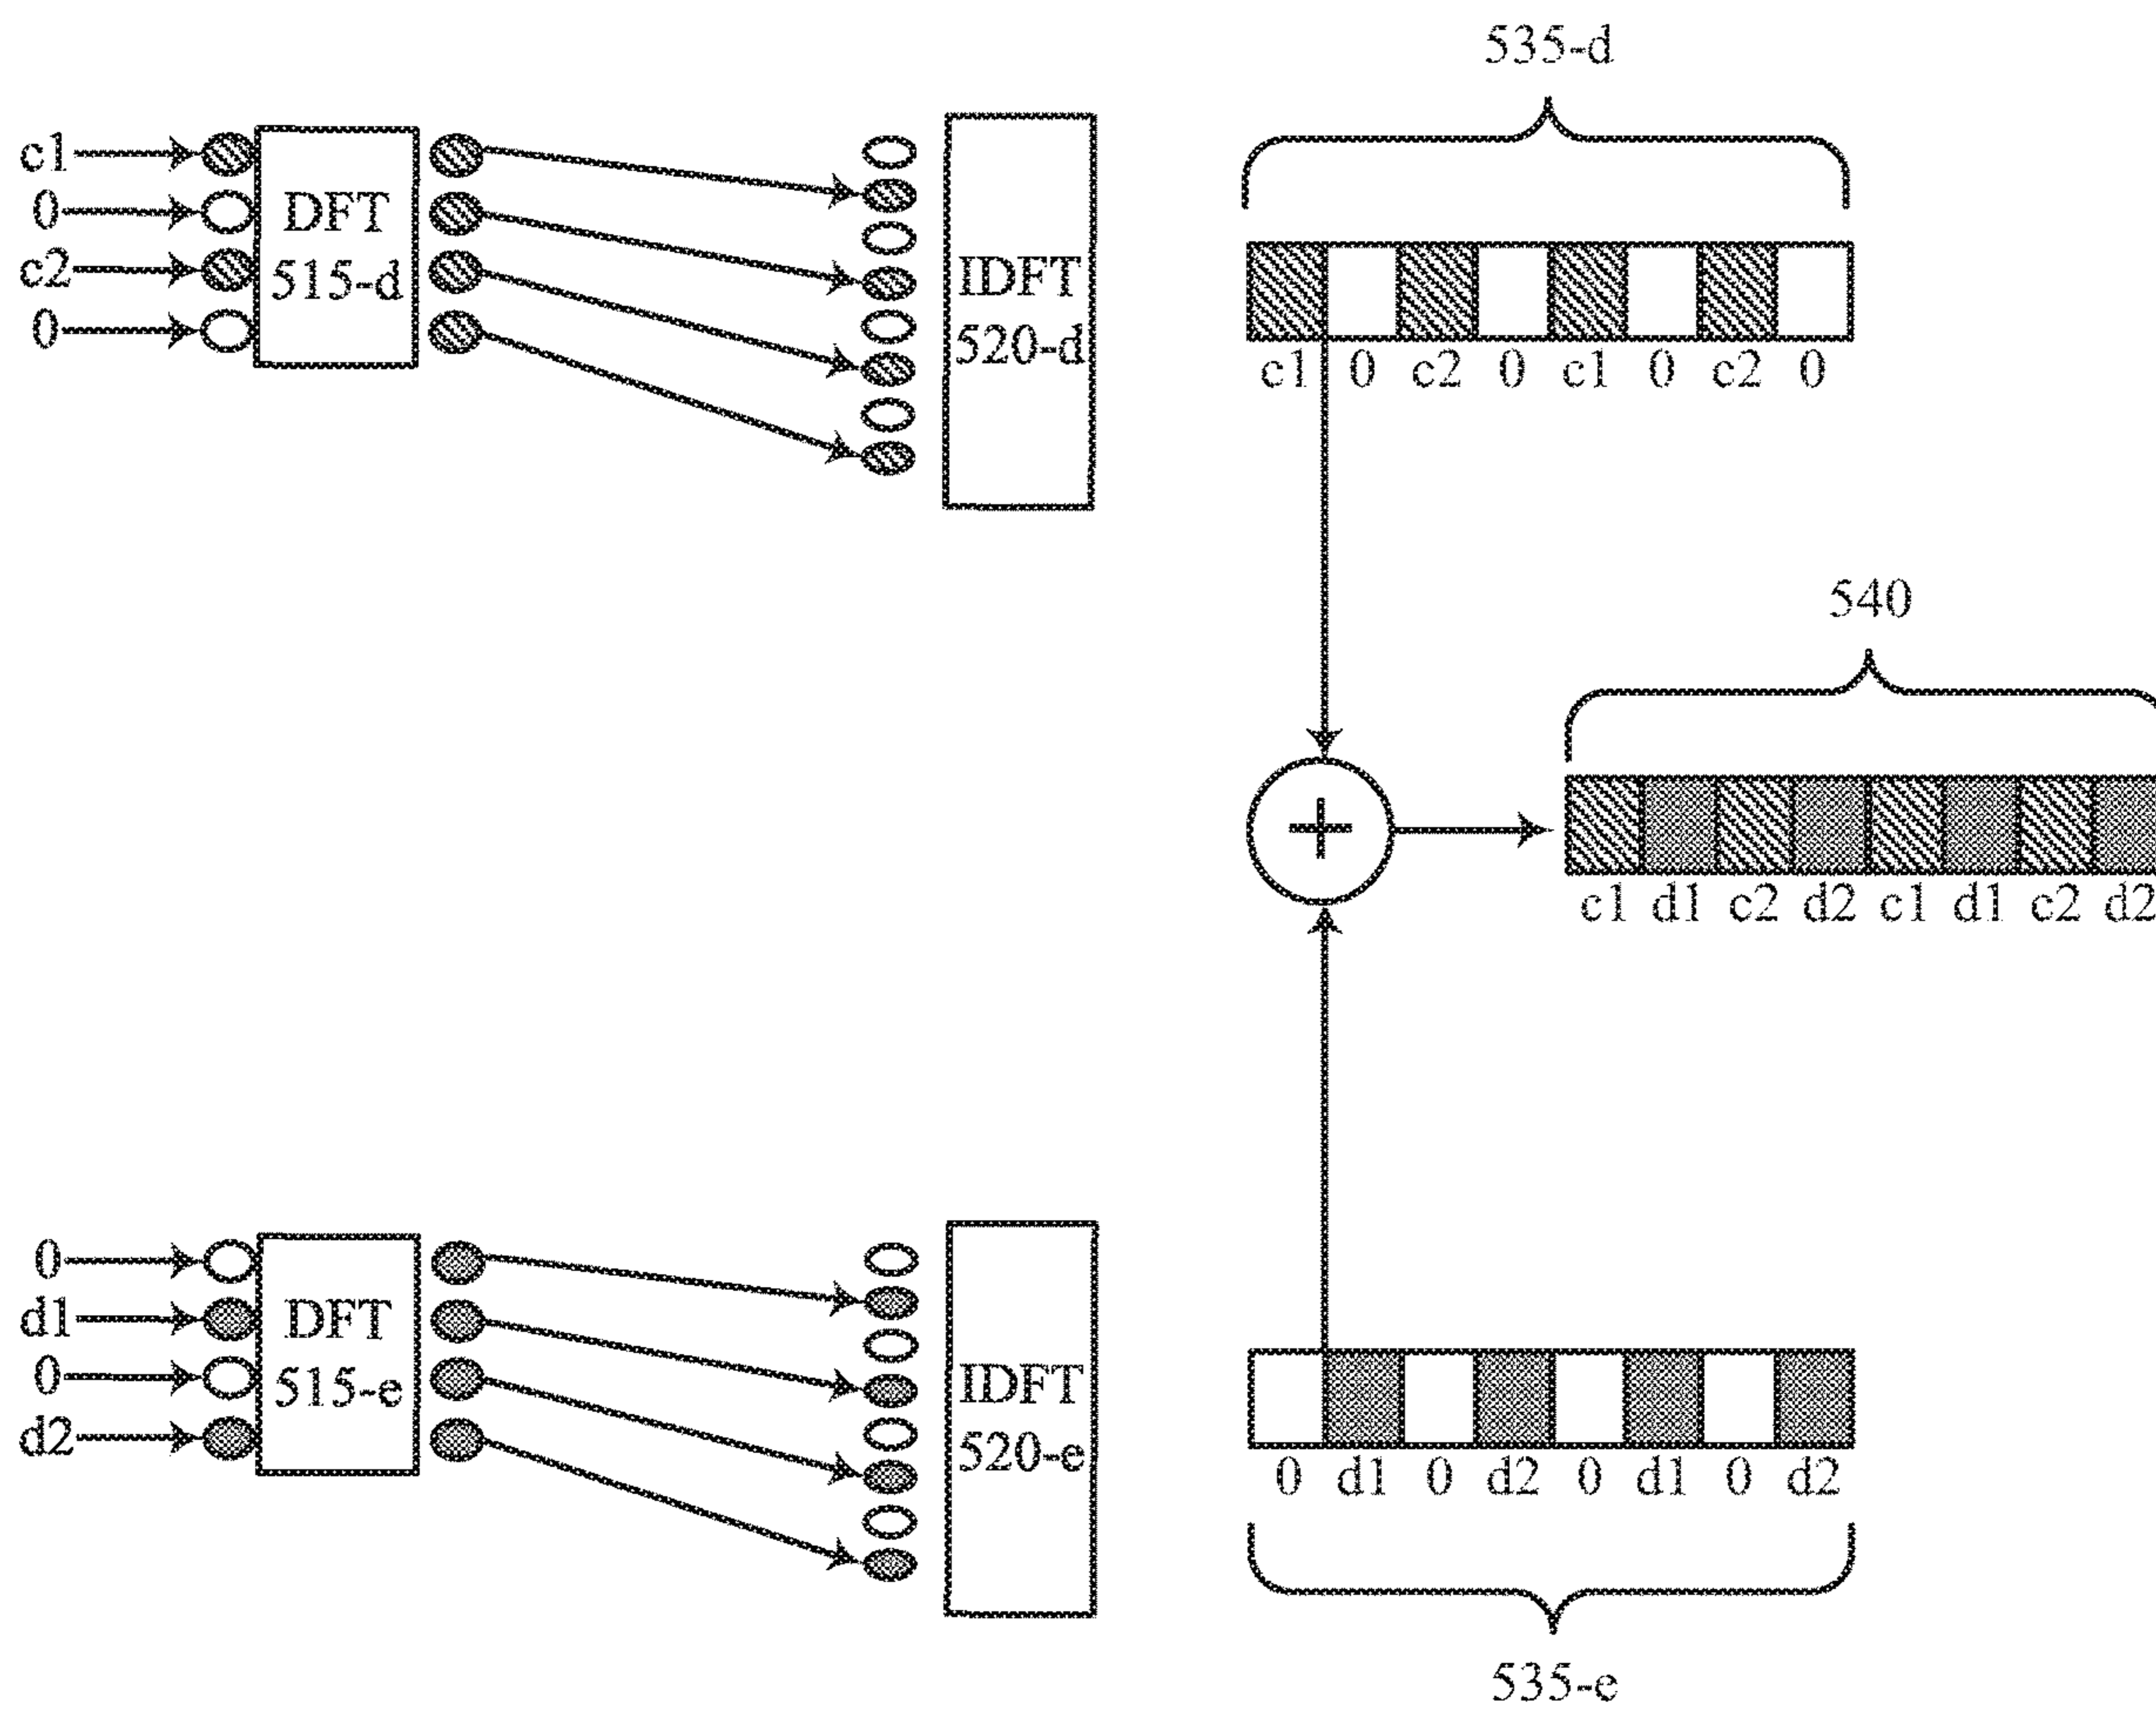 535-d
c1
0
c2
0
DFT
515-d
IDFT
520-d
c1 0 c2 0 c1 0 c2 0
540
+
c1 d1 c2 d2 c1 d1 c2 d2
0
d1
0
d2
DFT
515-e
IDFT
520-e
0 d1 0 d2 0 d1 0 d2
535-e